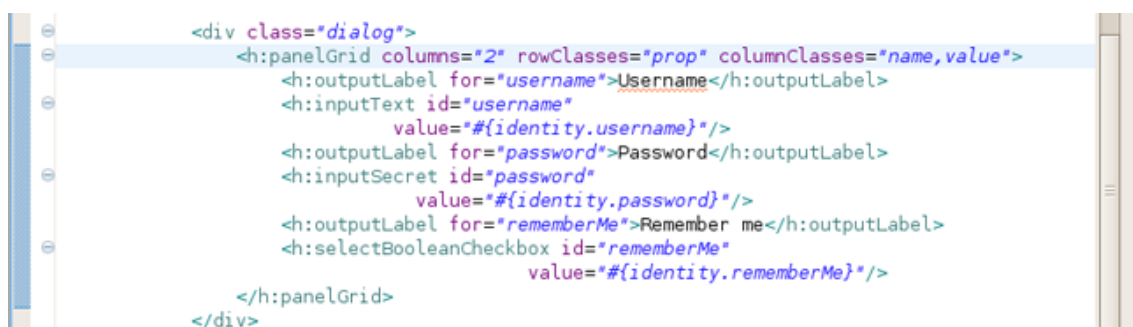 <div class="dialog">
<h:panelGrid columns="2" rowClasses="prop" columnClasses="name,value">
<h:outputLabel for="username">Username</h:outputLabel>
<h:inputText id="username"
value="#{identity.username}"/>
<h:outputLabel for="password">Password</h:outputLabel>
<h:inputSecret id="password"
value="#{identity.password}"/>
<h:outputLabel for="rememberMe">Remember me</h:outputLabel>
<h:selectBooleanCheckbox id="rememberMe"
value="#{identity.rememberMe}"/>
</h:panelGrid>
</div>